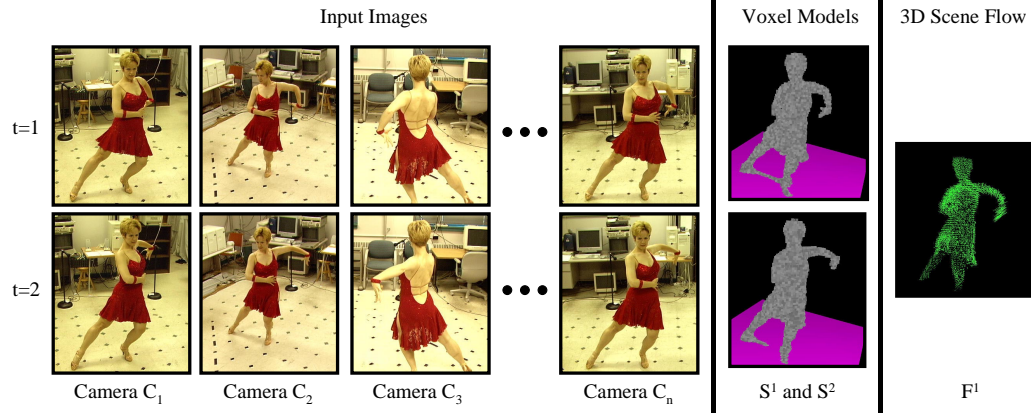 Input Images
Voxel Models
3D Scene Flow
t=1
t=2
Camera C₁
Camera C₂
Camera C₃
Camera Cₙ
S¹ and S²
F¹